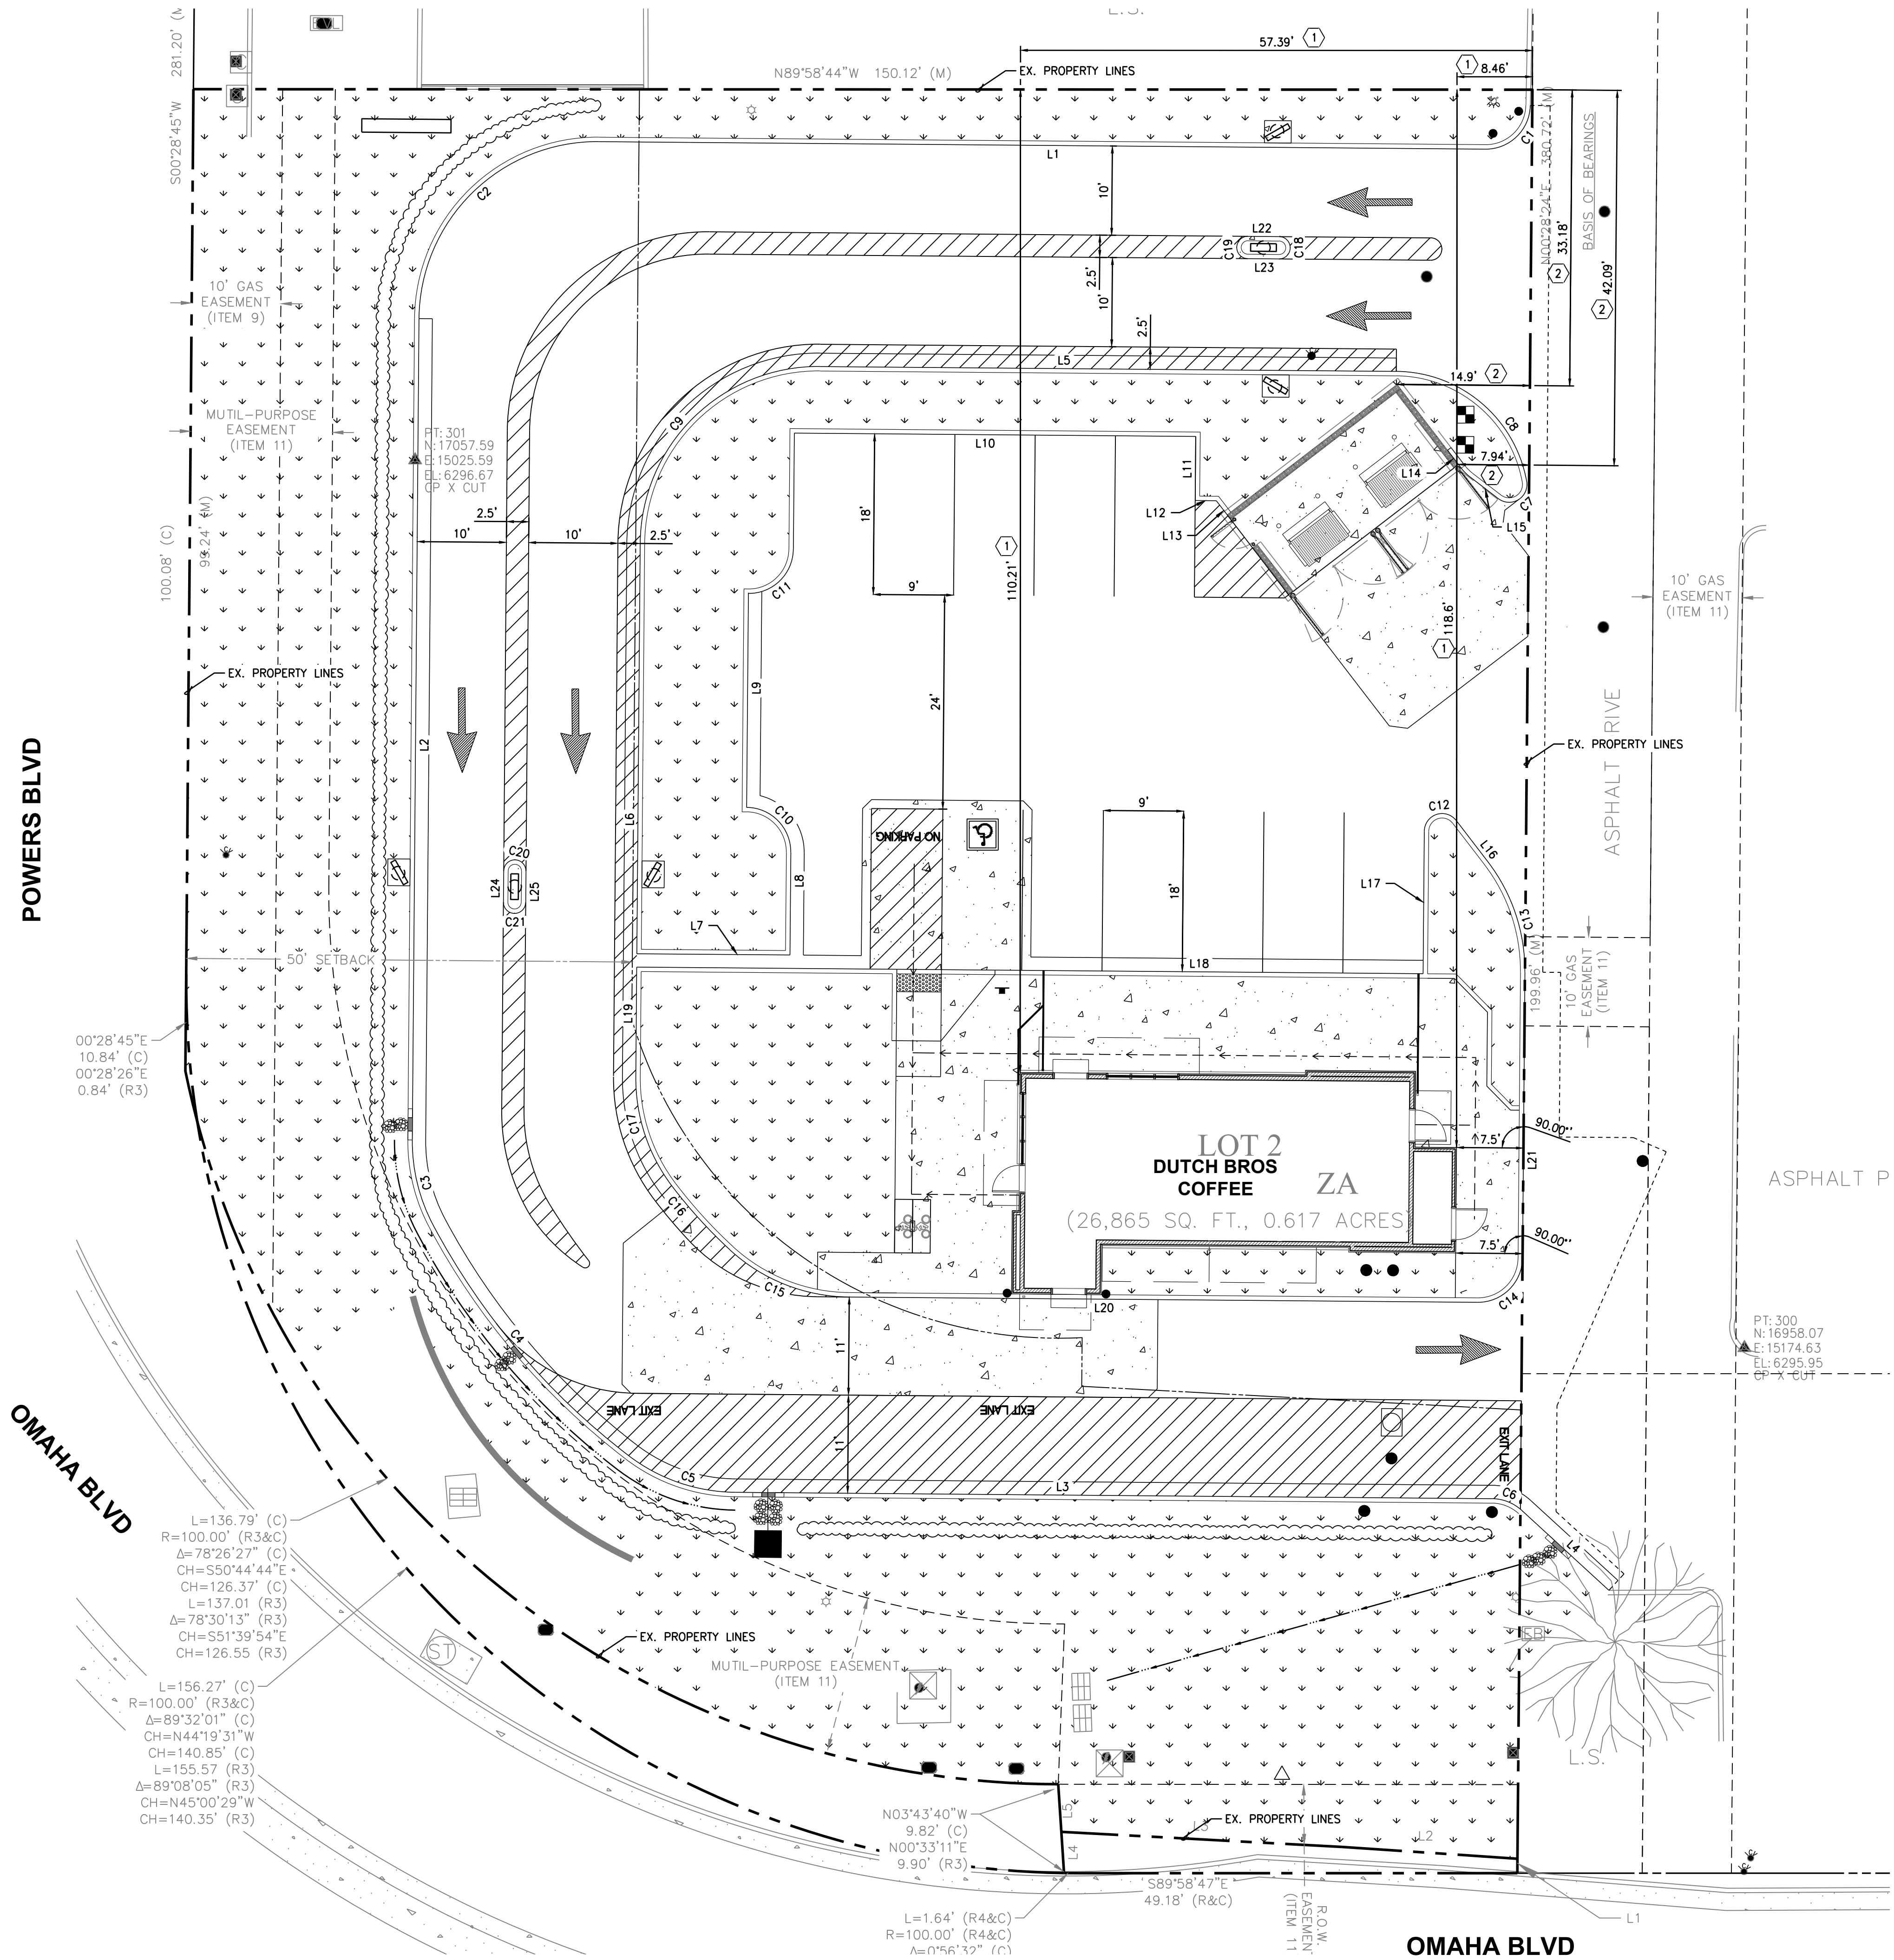 L.S.
57.39' 1
1 8.46'
N89°58'44"W 150.12' (M)
EX. PROPERTY LINES
281.20'
S00°28'45"W
N00°28'24"E 380.72' (M)
BASIS OF BEARINGS
33.18'
2
42.09'
2
C1
L1
C2
10'
L22
C19
C18
L23
2.5'
10'
2.5'
L5
14.9' 2
10' GAS
EASEMENT
(ITEM 9)
MUTIL-PURPOSE
EASEMENT
(ITEM 11)
PT:301
N:17057.59
E:15025.59
EL:6296.67
CP X CUT
C9
L10
L11
C8
7.94'
2
L14
L12
L13
L15
C7
100.08' (C)
99.24' (M)
2.5'
10'
10'
2.5'
18'
9'
C11
1
110.21'
118.6'
1
10' GAS
EASEMENT
(ITEM 11)
EX. PROPERTY LINES
L9
24'
L2
POWERS BLVD
ASPHALT DRIVE
EX. PROPERTY LINES
L6
C10
NO PARKING
9'
C12
L16
C20
L24
L25
C21
L8
L17
18'
C13
L7
50' SETBACK
L18
199.96' (M)
10' GAS
EASEMENT
(ITEM 11)
L19
00°28'45"E
10.84' (C)
00°28'26"E
0.84' (R3)
C17
C3
C16
LOT 2
DUTCH BROS
COFFEE
ZA
(26,865 SQ. FT., 0.617 ACRES)
7.5'
90.00°
L21
7.5'
90.00°
ASPHALT P
C15
L20
C14
C4
11'
PT:300
N:16958.07
E:15174.63
EL:6295.95
CP X CUT
EXIT LANE
EXIT LANE
EXIT LANE
11'
OMAHA BLVD
C5
L3
C6
L4
L=136.79' (C)
R=100.00' (R3&C)
Δ=78°26'27" (C)
CH=S50°44'44"E
CH=126.37' (C)
L=137.01 (R3)
Δ=78°30'13" (R3)
CH=S51°39'54"E
CH=126.55 (R3)
EB
ST
EX. PROPERTY LINES
MUTIL-PURPOSE EASEMENT
(ITEM 11)
L=156.27' (C)
R=100.00' (R3&C)
Δ=89°32'01" (C)
CH=N44°19'31"W
CH=140.85' (C)
L=155.57 (R3)
Δ=89°08'05" (R3)
CH=N45°00'29"W
CH=140.35' (R3)
L.S.
N03°43'40"W
9.82' (C)
N00°33'11"E
9.90' (R3)
L5
L4
EX. PROPERTY LINES
L3
L2
S89°58'47"E
49.18' (R&C)
R.O.W.
EASEMEN
(ITEM 11
L1
L=1.64' (R4&C)
R=100.00' (R4&C)
Δ=0°56'32" (C)
OMAHA BLVD